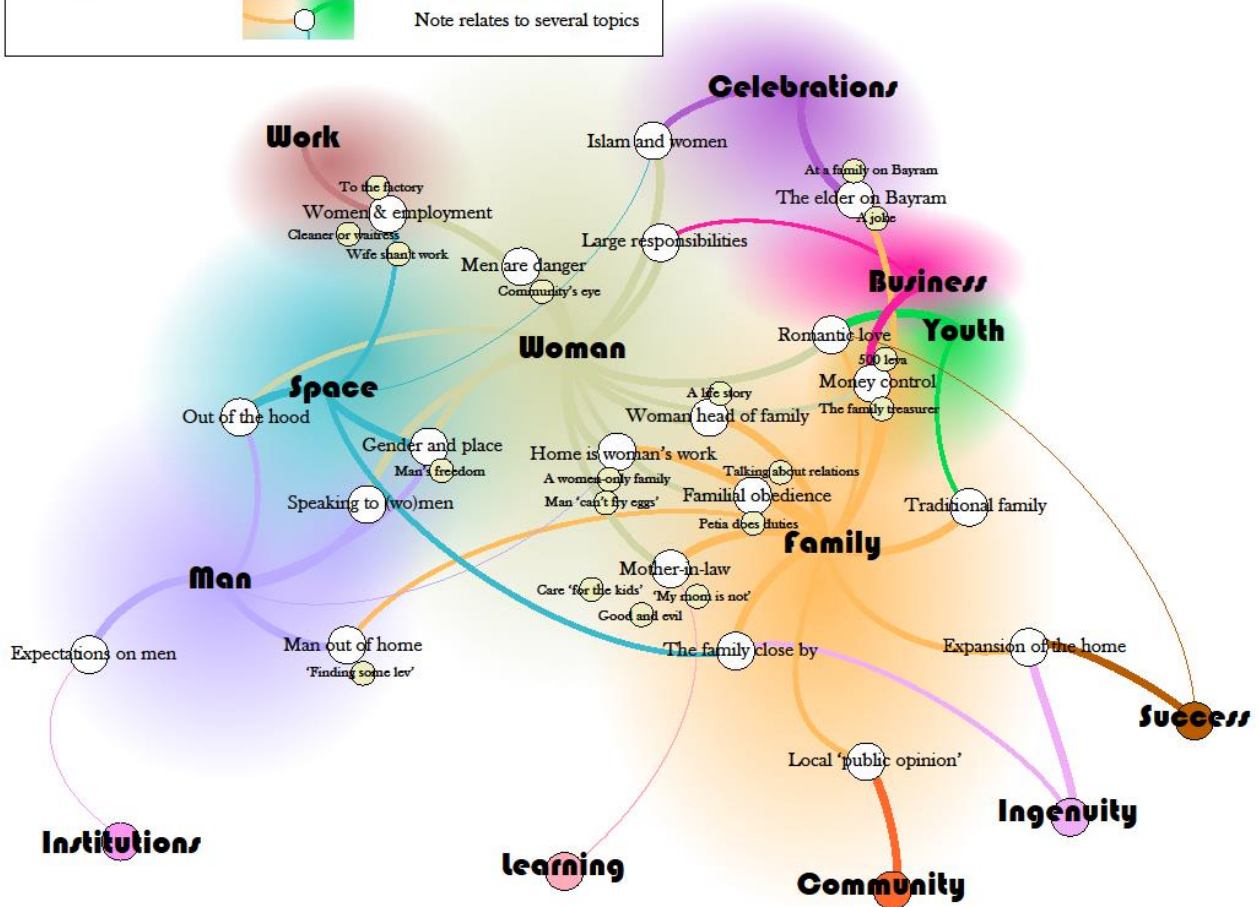 Note relates to several topics
Celebrations
Work
Islam and women
At a family on Bayram
To the factory
The elder on Bayram
Women & employment
A joke
Cleaner or waitress
Large responsibilities
Wife shan't work
Men are danger
Business
Community's eye
Romantic love
Youth
Woman
500 leva
Space
Money control
A life story
Out of the hood
Woman head of family
The family treasurer
Gender and place
Home is woman's work
Man's freedom
Talking about relations
A women-only family
Familial obedience
Speaking to (wo)men
Man 'can't fry eggs'
Traditional family
Petia does duties
Family
Mother-in-law
Man
Care 'for the kids'
'My mom is not'
Good and evil
Man out of home
Expansion of the home
Expectations on men
The family close by
'Finding some lev'
Success
Local 'public opinion'
Ingenuity
Institutions
Learning
Community